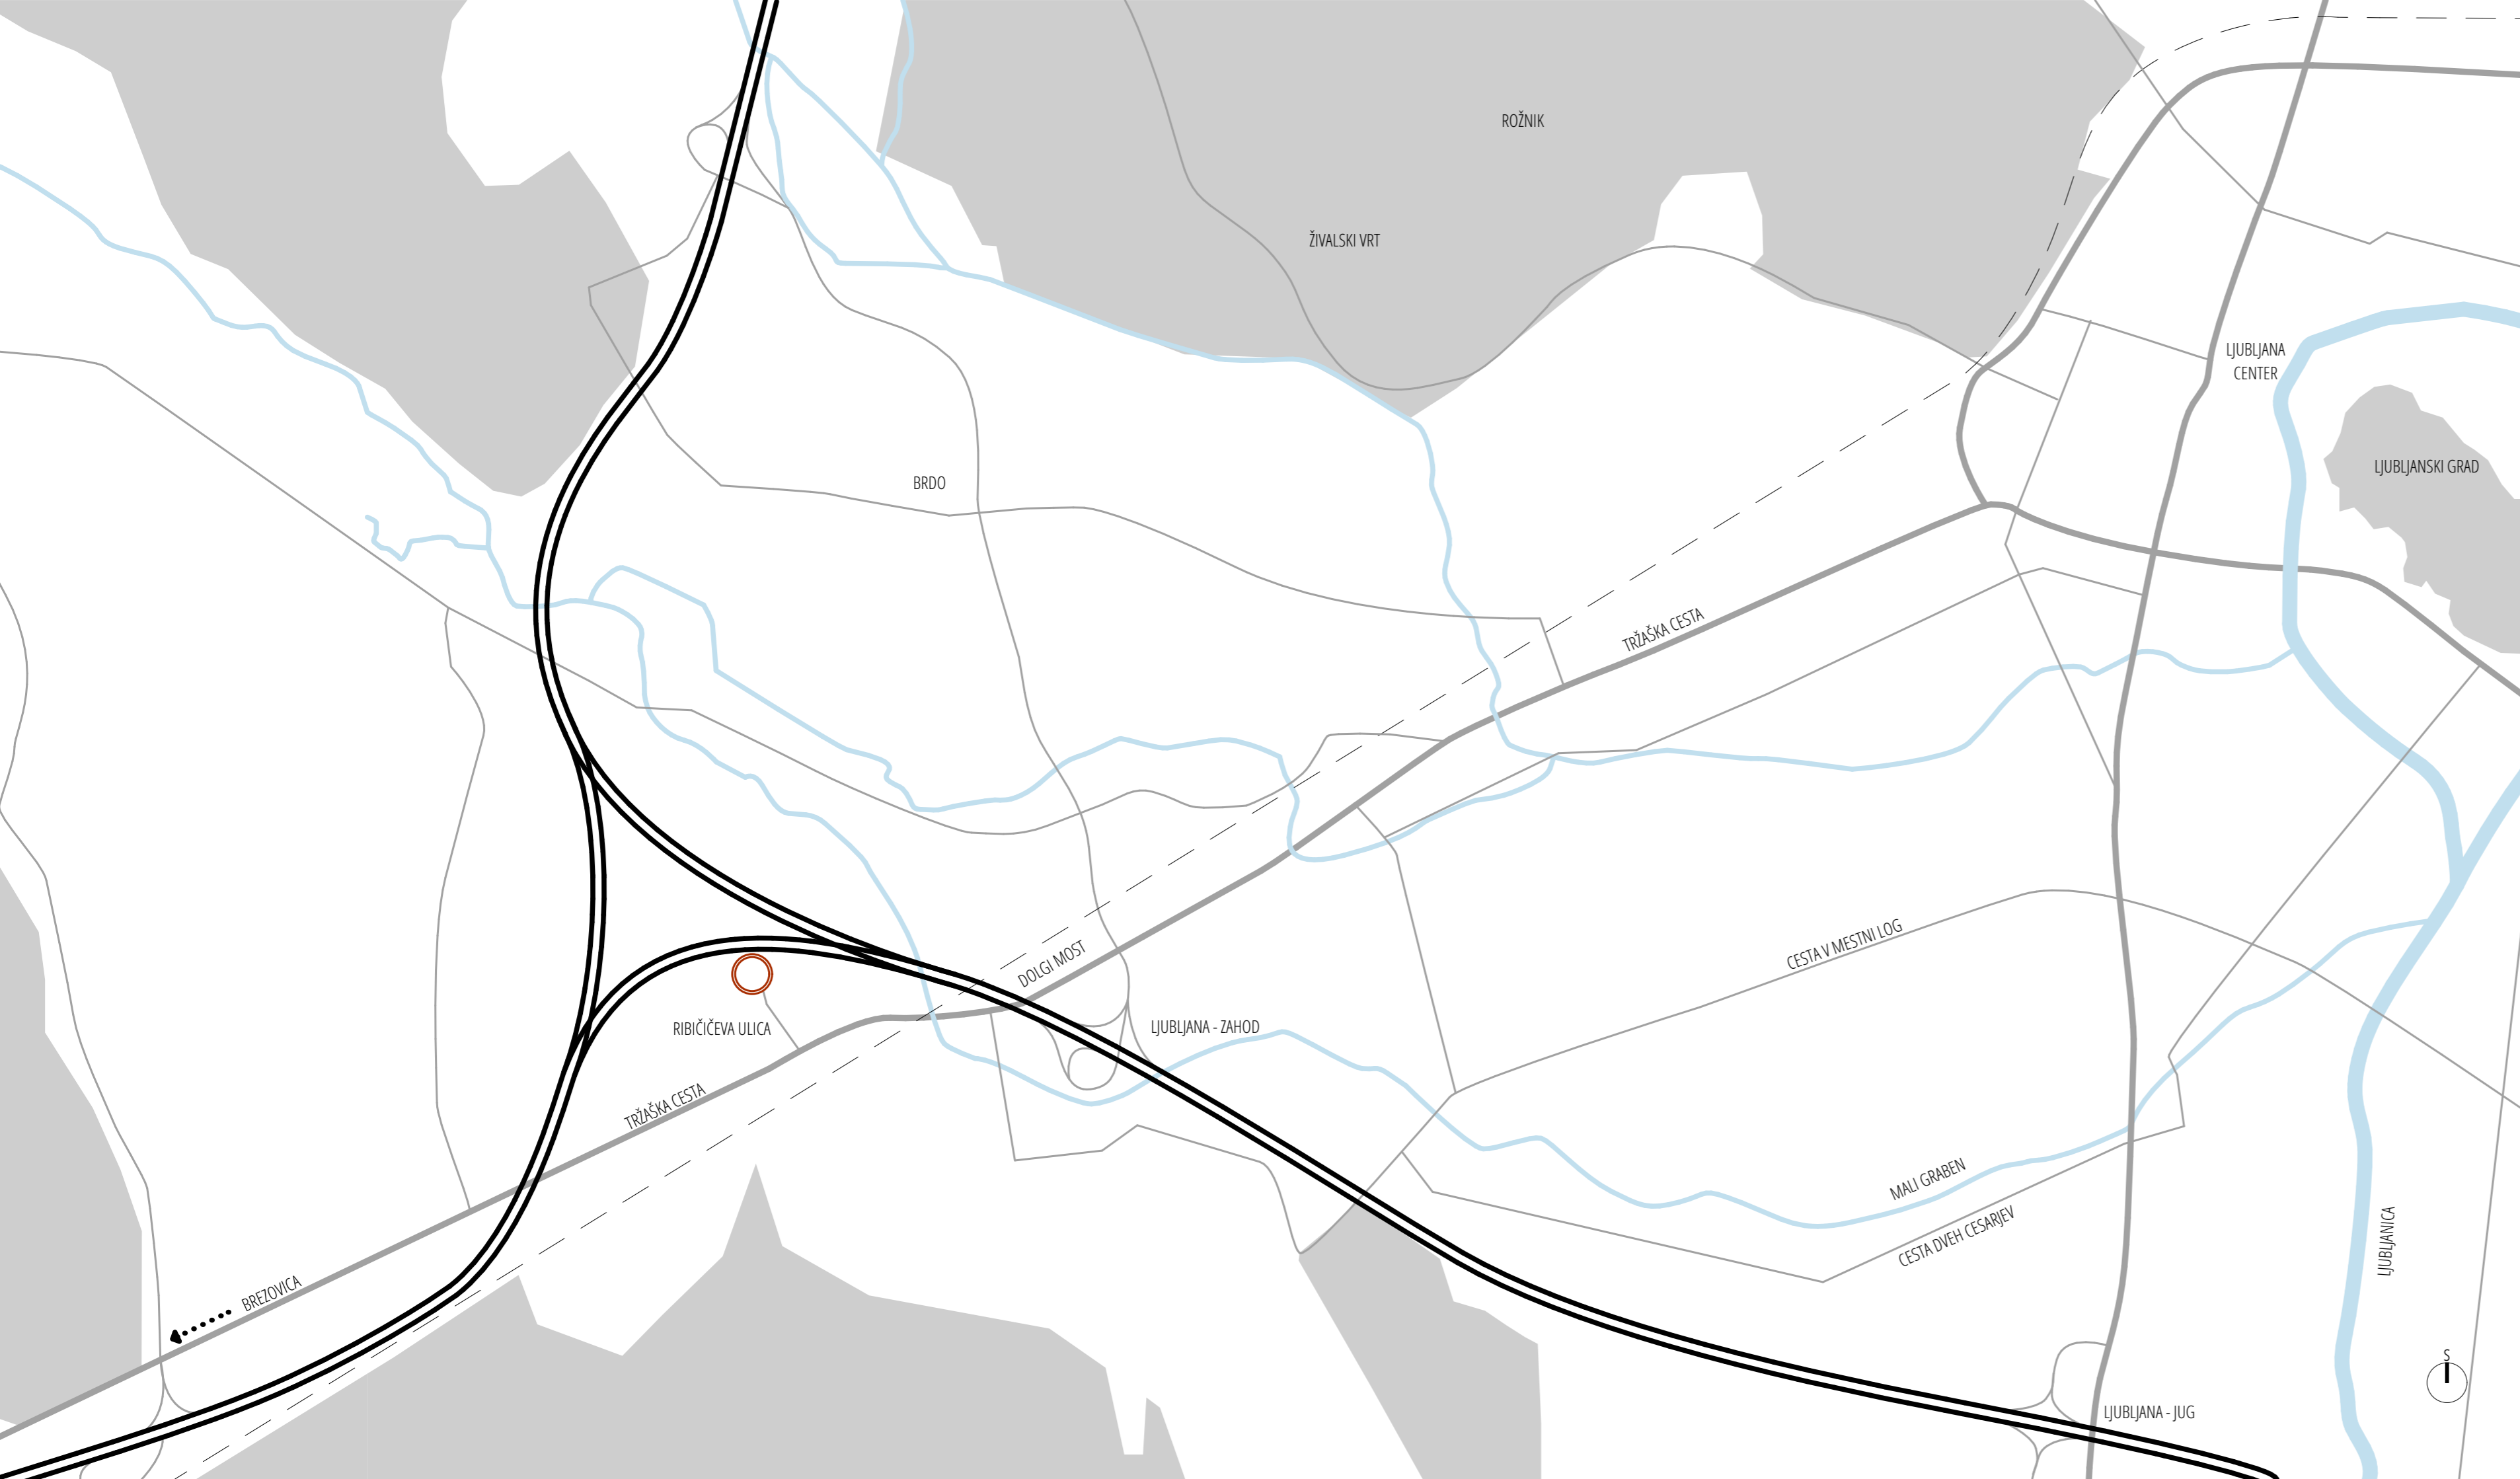 ROŽNIK
ŽIVALSKI VRT
LJUBLJANA
CENTER
LJUBLJANSKI GRAD
BRDO
TRŽAŠKA CESTA
CESTA V MESTNI LOG
DOLGI MOST
RIBIČIČEVA ULICA
LJUBLJANA - ZAHOD
TRŽAŠKA CESTA
MALI GRABEN
CESTA DVEH CESARJEV
LJUBLJANICA
BREZOVICA
S
LJUBLJANA - JUG